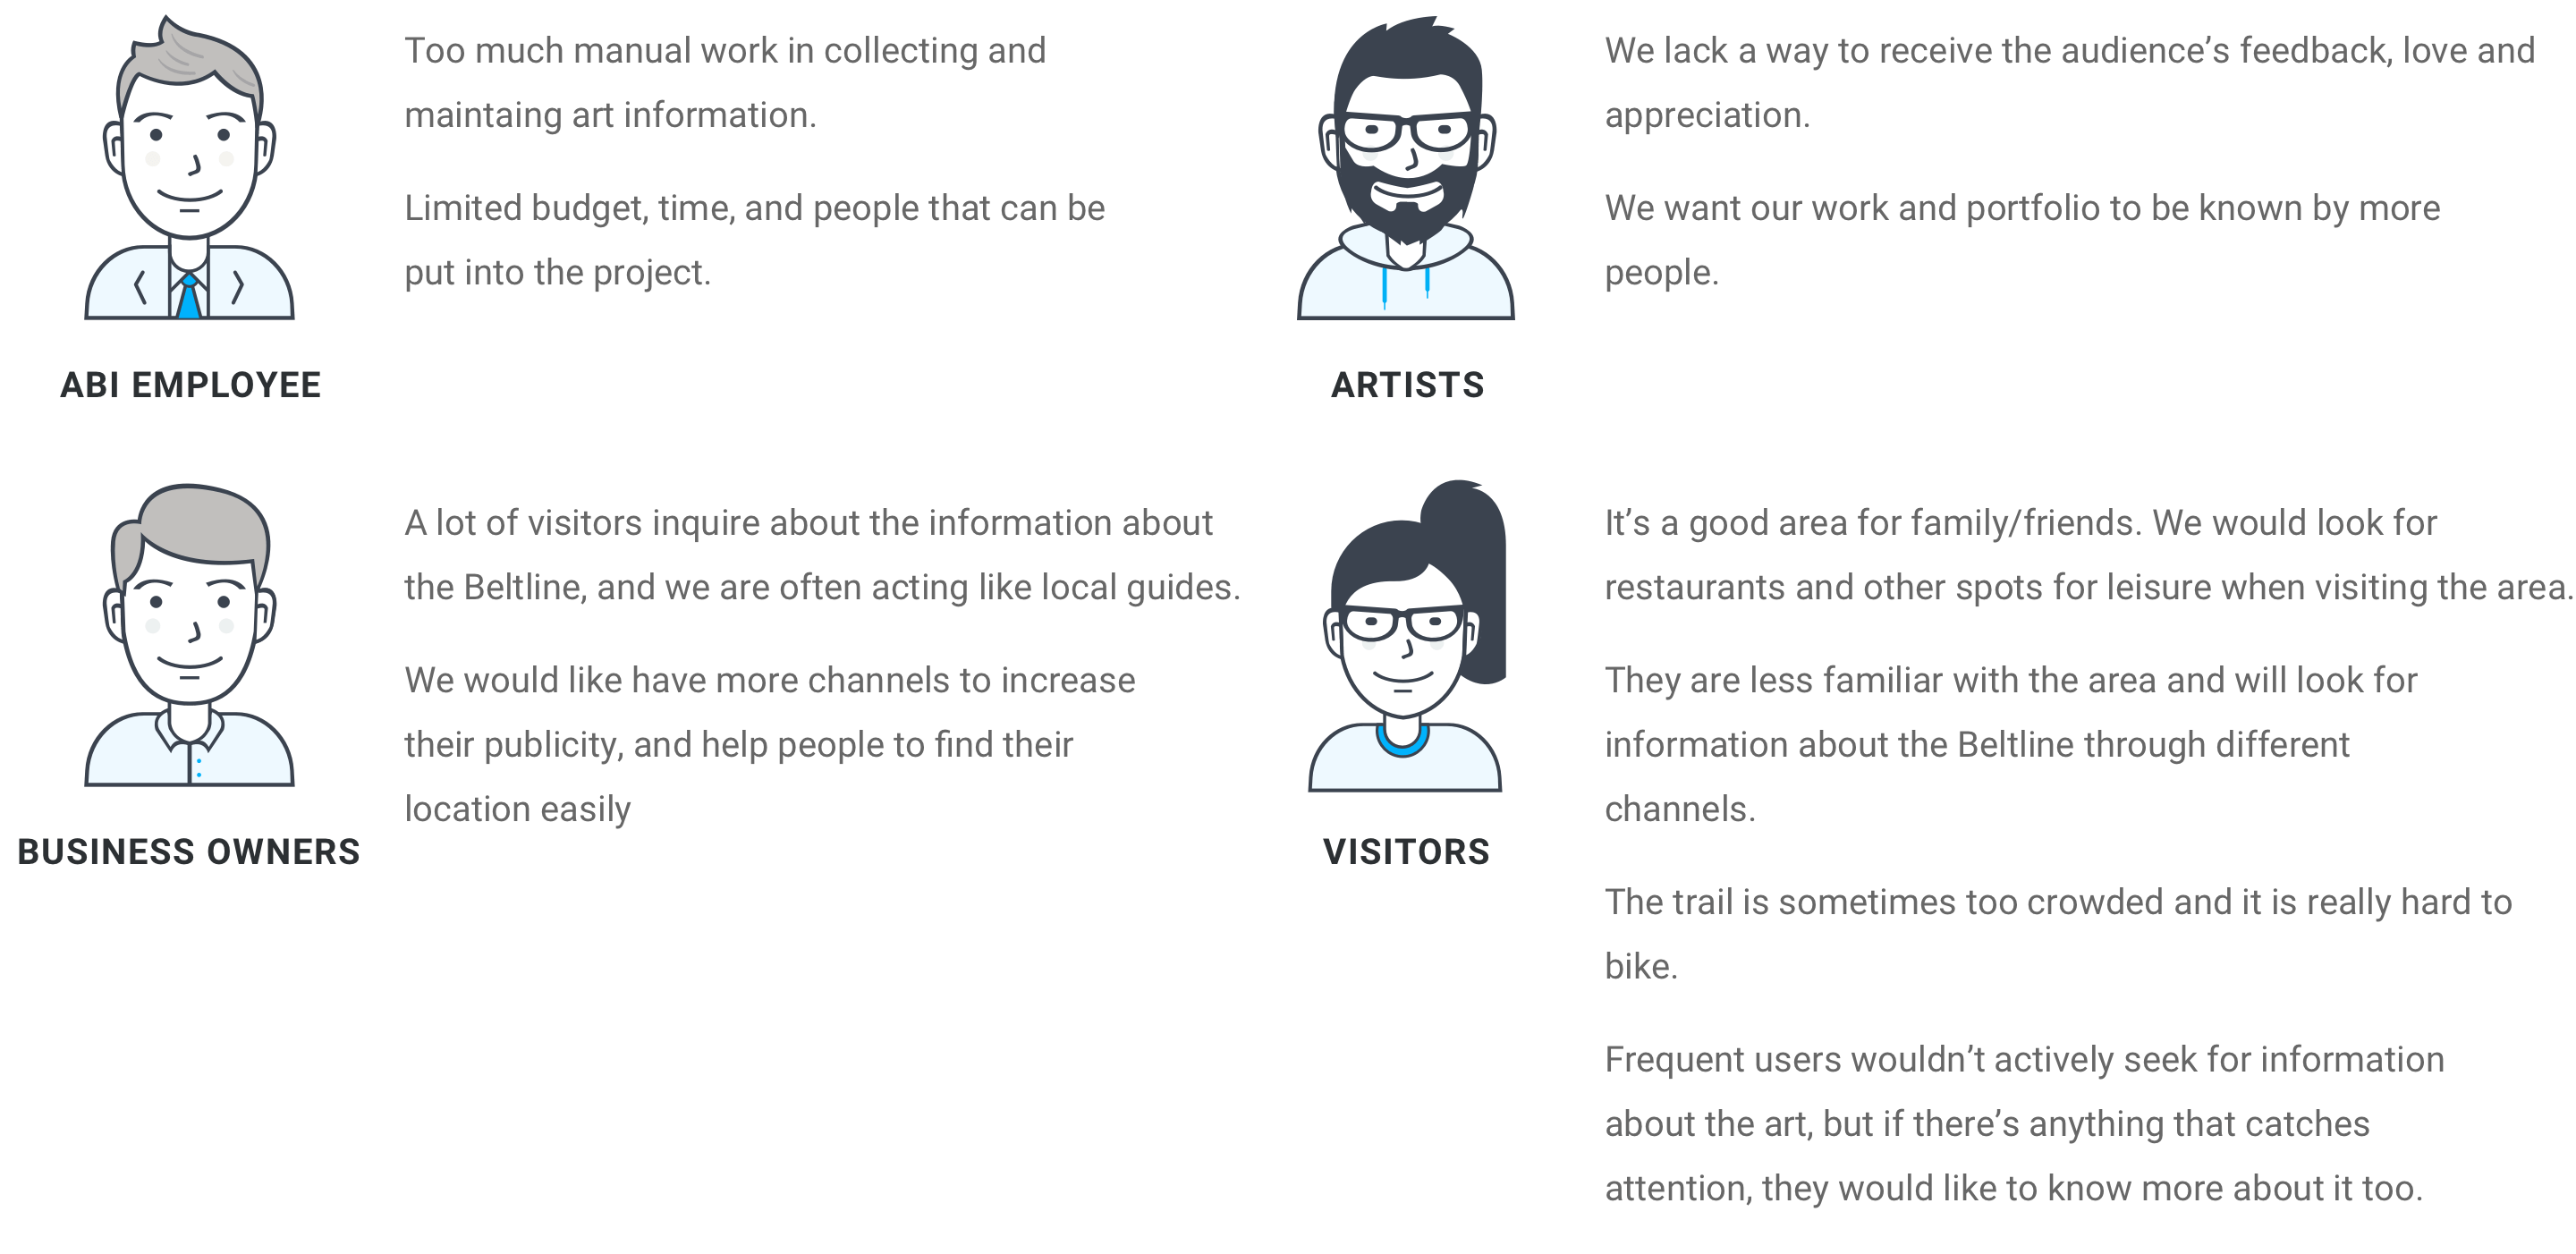 Too much manual work in collecting and
maintaing art information.
Limited budget, time, and people that can be
put into the project.
ABI EMPLOYEE
We lack a way to receive the audience’s feedback, love and
appreciation.
We want our work and portfolio to be known by more
people.
ARTISTS
A lot of visitors inquire about the information about
the Beltline, and we are often acting like local guides.
We would like have more channels to increase
their publicity, and help people to find their
location easily
BUSINESS OWNERS
It’s a good area for family/friends. We would look for
restaurants and other spots for leisure when visiting the area.
They are less familiar with the area and will look for
information about the Beltline through different
channels.
The trail is sometimes too crowded and it is really hard to
bike.
Frequent users wouldn’t actively seek for information
about the art, but if there’s anything that catches
attention, they would like to know more about it too.
VISITORS